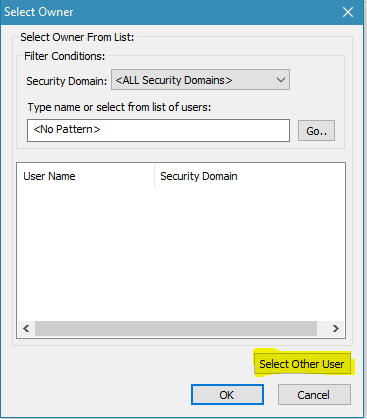 Select Owner
Select Owner From List:
Filter Conditions:
Security Domain: <ALL Security Domains>
Type name or select from list of users:
<No Pattern> Go..
User Name Security Domain
Select Other User
OK Cancel